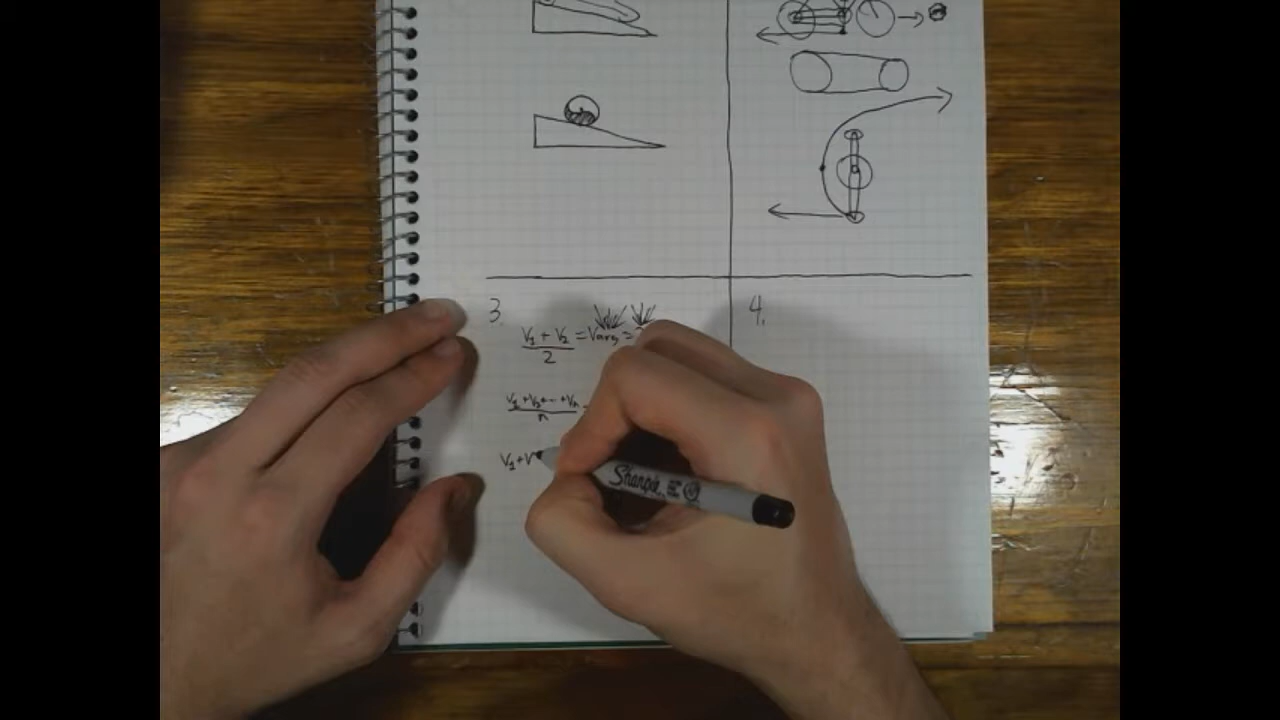 3.
V₁ + V₂ = Vavg =
2
V₁ + V₂ + ... + Vₙ
n
V₁ + V
Sharpie
4.